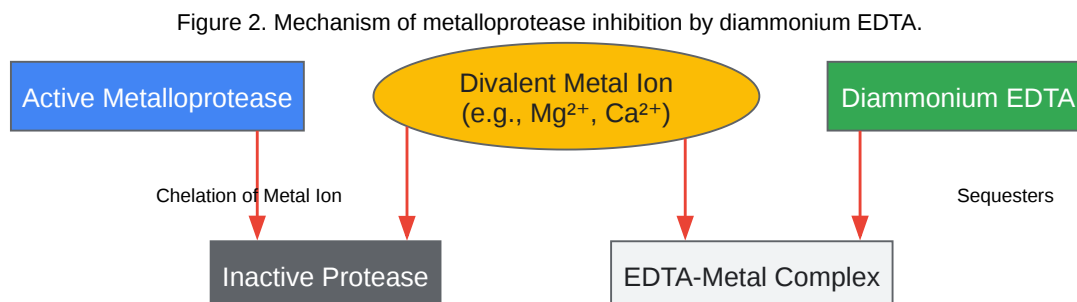 Figure 2. Mechanism of metalloprotease inhibition by diammonium EDTA.
Active Metalloprotease
Divalent Metal Ion
(e.g., Mg²⁺, Ca²⁺)
Diammonium EDTA
Chelation of Metal Ion
Sequesters
Inactive Protease
EDTA-Metal Complex